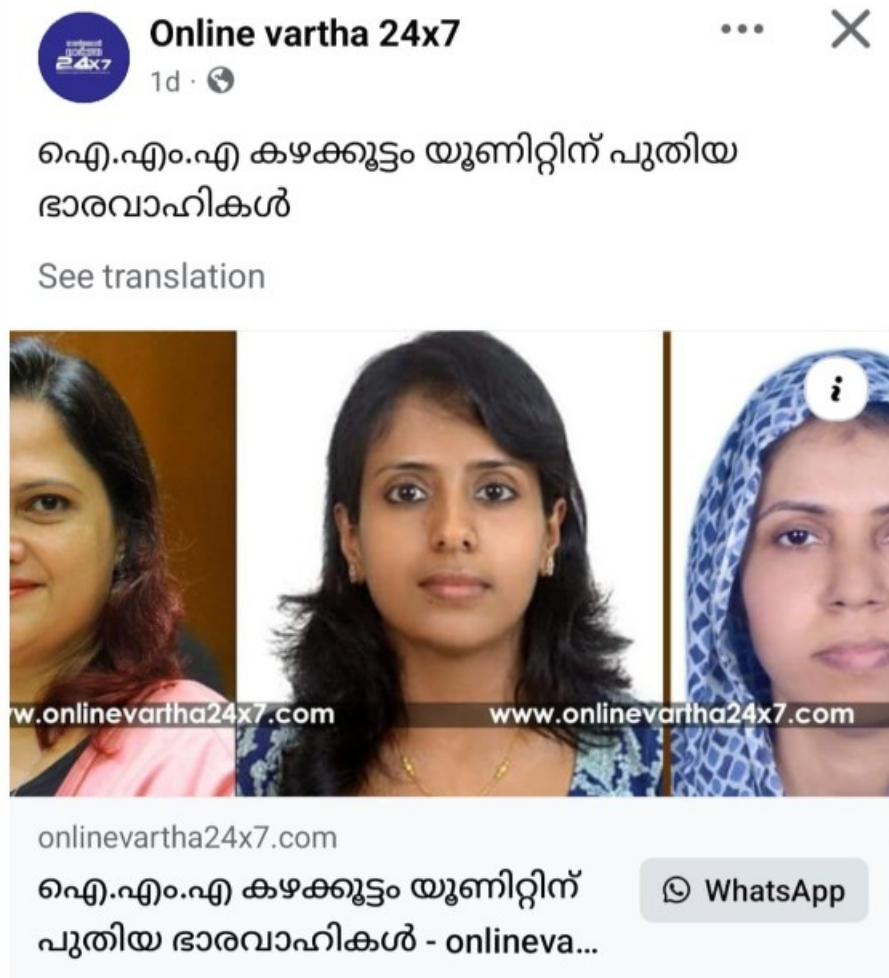 Online vartha 24x7
1d
ഐ.എം.എ കഴക്കൂട്ടം യൂണിറ്റിന് പുതിയ
ഭാരവാഹികൾ
See translation
w.onlinevartha24x7.com
www.onlinevartha24x7.com
onlinevartha24x7.com
ഐ.എം.എ കഴക്കൂട്ടം യൂണിറ്റിന്
പുതിയ ഭാരവാഹികൾ - onlineva...
WhatsApp